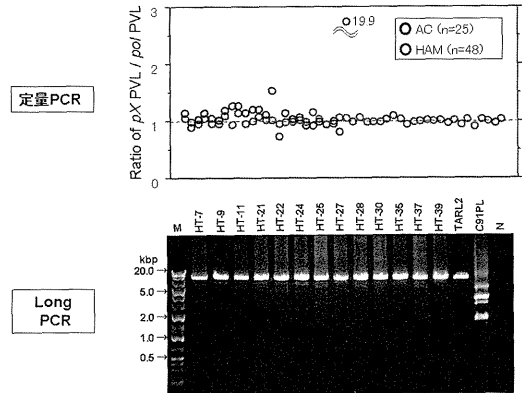 定量PCR
Ratio of pX PVL / pol PVL
3
2
1
0
19.9
AC (n=25)
HAM (n=48)
Long
PCR
M
HT-7
HT-9
HT-11
HT-21
HT-22
HT-24
HT-25
HT-27
HT-28
HT-30
HT-35
HT-37
HT-39
TARL2
C91PL
N
kbp
20.0
5.0
2.0
1.0
0.5